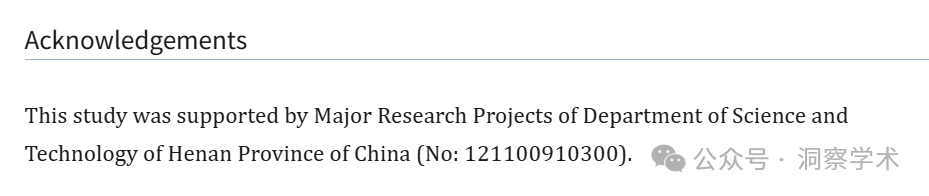 Acknowledgements
This study was supported by Major Research Projects of Department of Science and
Technology of Henan Province of China (No: 121100910300).
公众号 · 洞察学术